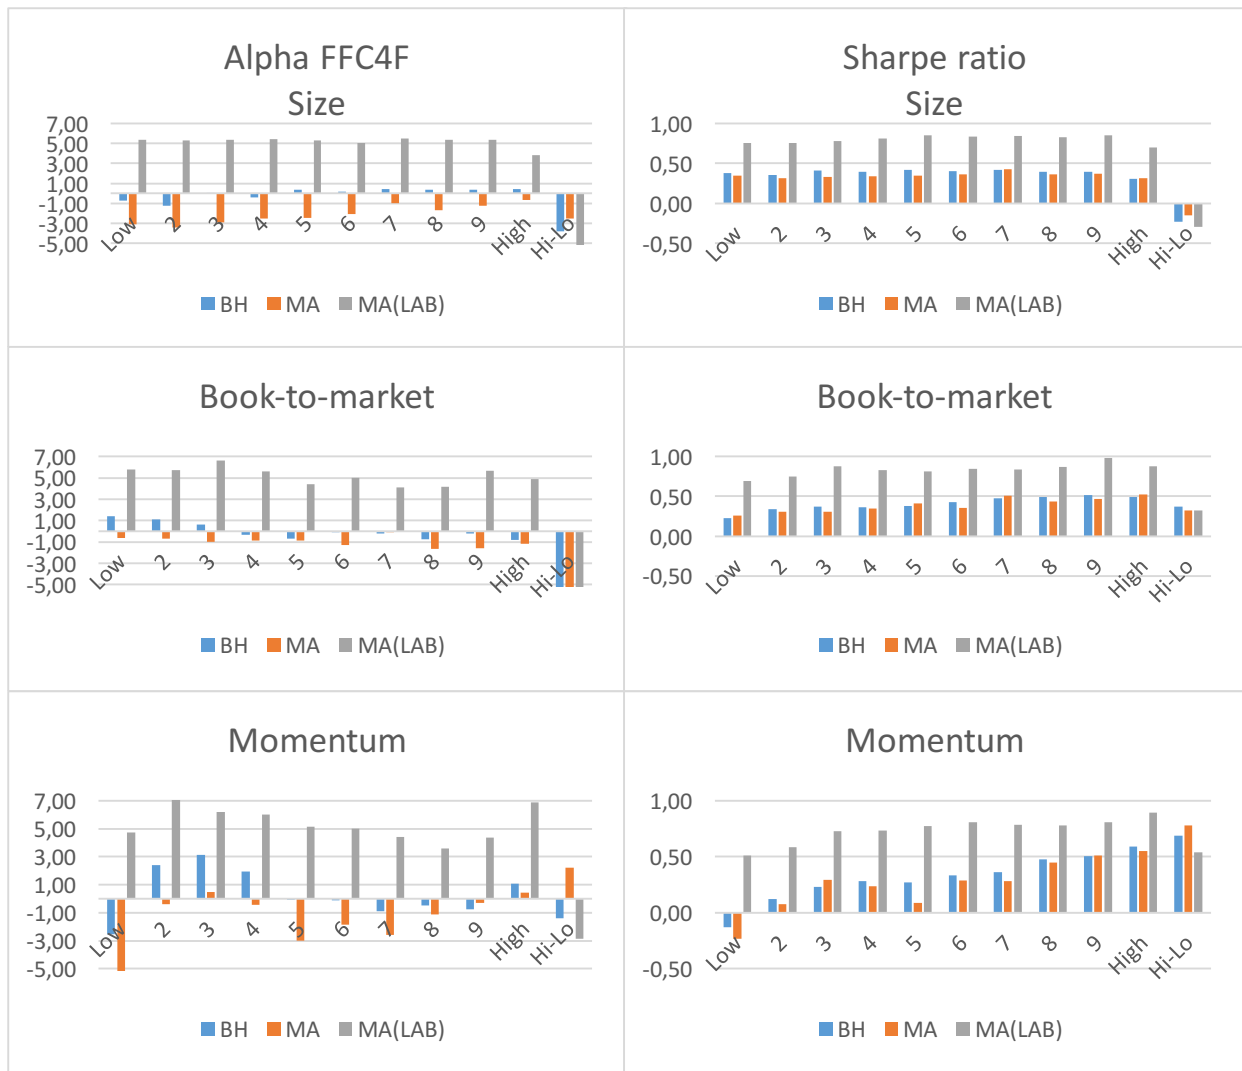 Alpha FFC4F
Size
7,00
5,00
3,00
1,00
-1,00
-3,00
-5,00
Low 2 3 4 5 6 7 8 9 High Hi-Lo
BH MA MA(LAB)
Sharpe ratio
Size
1,00
0,50
0,00
-0,50
Low 2 3 4 5 6 7 8 9 High Hi-Lo
BH MA MA(LAB)
Book-to-market
7,00
5,00
3,00
1,00
-1,00
-3,00
-5,00
Low 2 3 4 5 6 7 8 9 High Hi-Lo
BH MA MA(LAB)
Book-to-market
1,00
0,50
0,00
-0,50
Low 2 3 4 5 6 7 8 9 High Hi-Lo
BH MA MA(LAB)
Momentum
7,00
5,00
3,00
1,00
-1,00
-3,00
-5,00
Low 2 3 4 5 6 7 8 9 High Hi-Lo
BH MA MA(LAB)
Momentum
1,00
0,50
0,00
-0,50
Low 2 3 4 5 6 7 8 9 High Hi-Lo
BH MA MA(LAB)